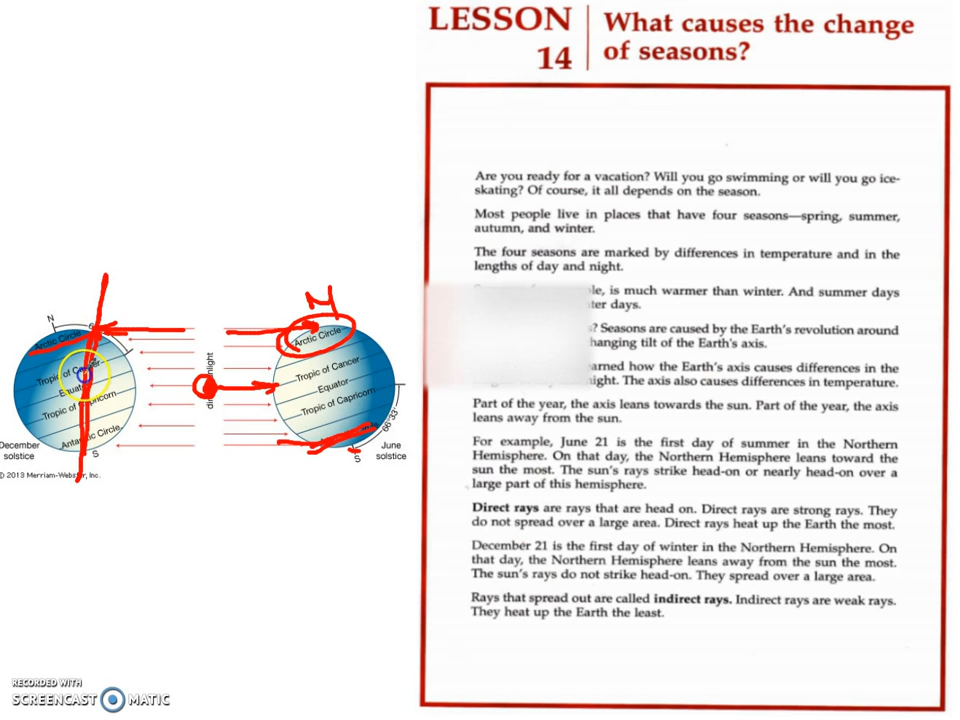 LESSON
14
What causes the change
of seasons?
Are you ready for a vacation? Will you go swimming or will you go ice-
skating? Of course, it all depends on the season.
Most people live in places that have four seasons—spring, summer,
autumn, and winter.
The four seasons are marked by differences in temperature and in the
lengths of day and night.
is much warmer than winter. And summer days
days.
? Seasons are caused by the Earth's revolution around
tilt of the Earth's axis.
how the Earth's axis causes differences in the
The axis also causes differences in temperature.
Part of the year, the axis leans towards the sun. Part of the year, the axis
leans away from the sun.
For example, June 21 is the first day of summer in the Northern
Hemisphere. On that day, the Northern Hemisphere leans toward the
sun the most. The sun's rays strike head-on or nearly head-on over a
large part of this hemisphere.
Direct rays are rays that are head on. Direct rays are strong rays. They
do not spread over a large area. Direct rays heat up the Earth the most.
December 21 is the first day of winter in the Northern Hemisphere. On
that day, the Northern Hemisphere leans away from the sun the most.
The sun's rays do not strike head-on. They spread over a large area.
Rays that spread out are called indirect rays. Indirect rays are weak rays.
They heat up the Earth the least.
N
Arctic Circle
Tropic of Cancer
Tropic of
Antarctic Circle
S
December
solstice
Arctic Circle
Tropic of Cancer
Equator
Tropic of Capricorn
66°33'
S
June
solstice
© 2013 Merriam-Webster, Inc.
RECORDED WITH
SCREENCAST MATIC